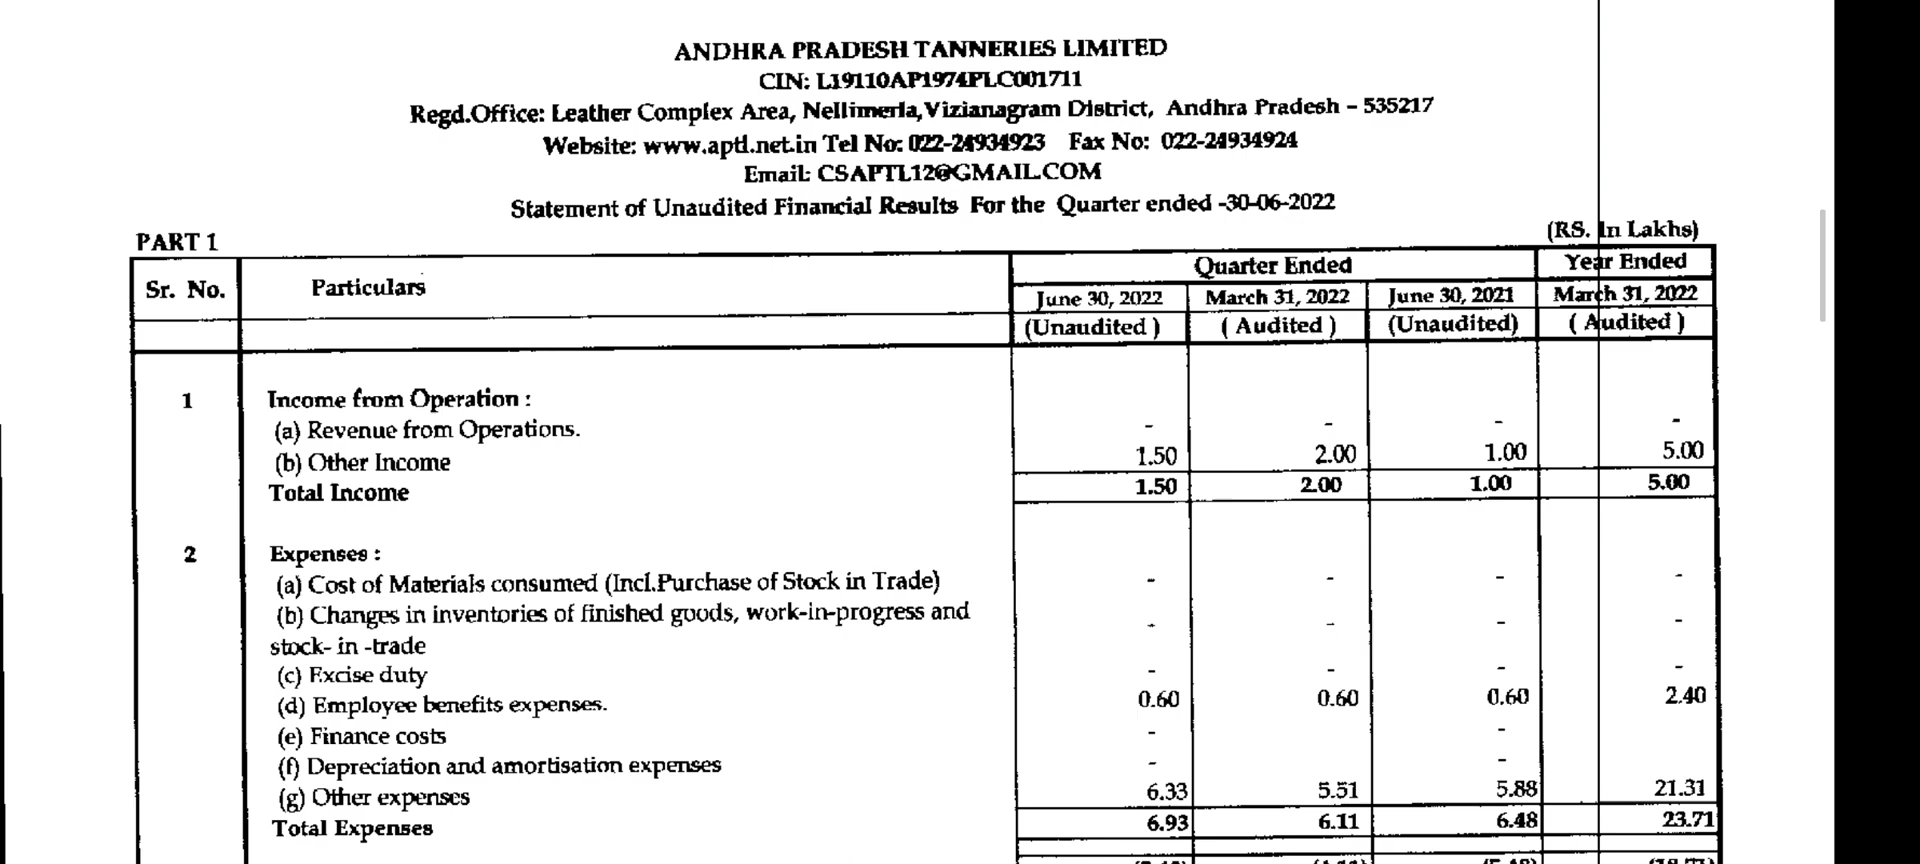 ANDHRA PRADESH TANNERIES LIMITED
CIN: L19110AP1974PLC001711
Regd.Office: Leather Complex Area, Nellimerla,Vizianagram District, Andhra Pradesh - 535217
Website: www.aptl.net.in Tel No: 022-24934923 Fax No: 022-24934924
Email: CSAPTL12@GMAIL.COM
Statement of Unaudited Financial Results For the Quarter ended -30-06-2022
PART 1 (RS. In Lakhs)
Quarter Ended Year Ended
Sr. No. Particulars June 30, 2022 March 31, 2022 June 30, 2021 March 31, 2022
(Unaudited ) ( Audited ) (Unaudited) ( Audited )
1 Income from Operation :
(a) Revenue from Operations. - - - -
(b) Other Income 1.50 2.00 1.00 5.00
Total Income 1.50 2.00 1.00 5.00
2 Expenses :
(a) Cost of Materials consumed (Incl.Purchase of Stock in Trade) - - - -
(b) Changes in inventories of finished goods, work-in-progress and - - - -
stock- in -trade
(c) Excise duty - - - -
(d) Employee benefits expenses. 0.60 0.60 0.60 2.40
(e) Finance costs - -
(f) Depreciation and amortisation expenses - -
(g) Other expenses 6.33 5.51 5.88 21.31
Total Expenses 6.93 6.11 6.48 23.71